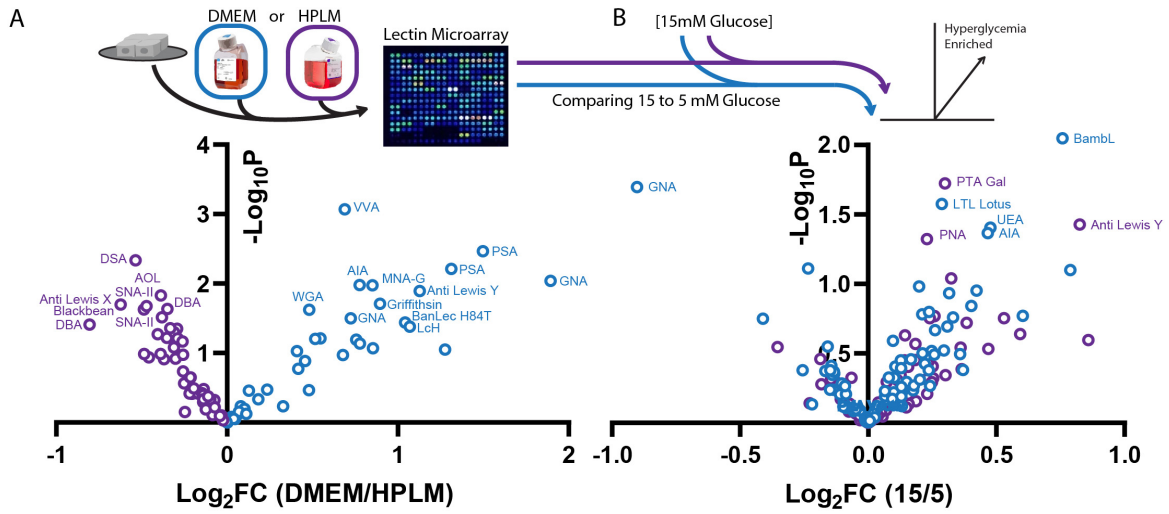 A
DMEM or HPLM
Lectin Microarray
B
[15mM Glucose]
Comparing 15 to 5 mM Glucose
Hyperglycemia
Enriched
4
3
2
1
-Log10P
VVA
PSA
PSA
GNA
AIA
MNA-G
Anti Lewis Y
WGA
Griffithsin
GNA
BanLec H84T
LcH
DSA
AOL
SNA-II
DBA
Anti Lewis X
Blackbean
SNA-II
DBA
-1
0
1
2
Log2FC (DMEM/HPLM)
2.0
1.5
1.0
.5
-Log10P
GNA
BambL
PTA Gal
LTL Lotus
UEA
AIA
Anti Lewis Y
PNA
-1.0
-0.5
0.0
0.5
1.0
Log2FC (15/5)